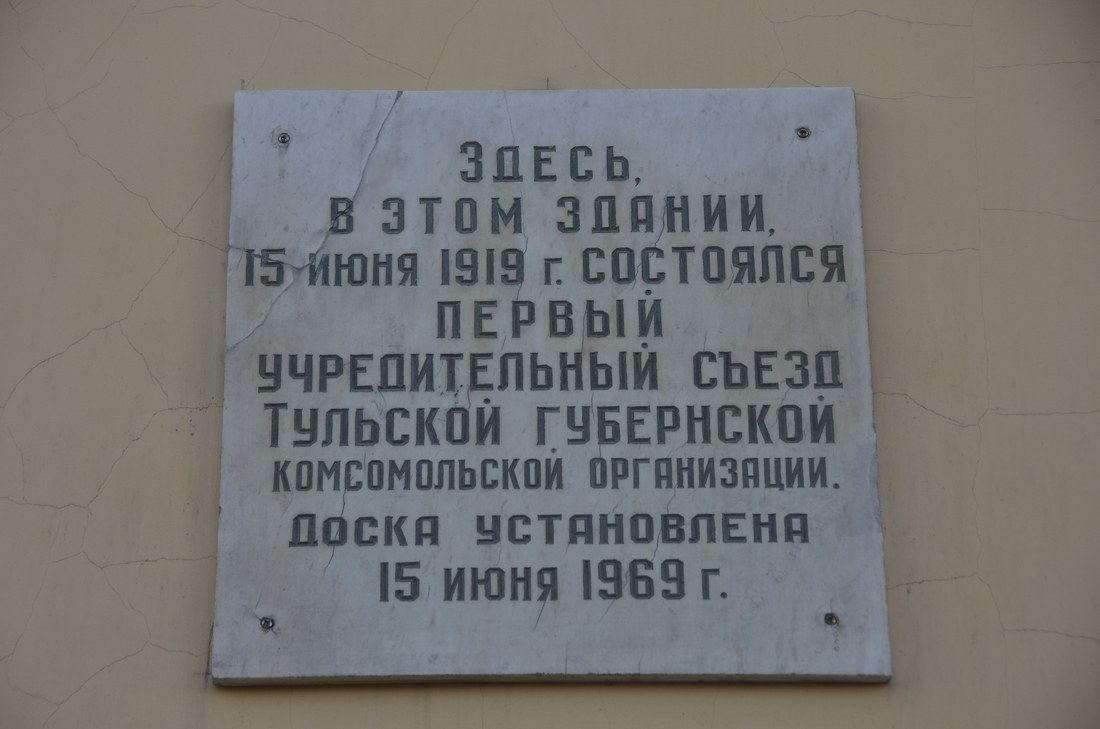 ЗДЕСЬ,
В ЭТОМ ЗДАНИИ,
15 ИЮНЯ 1919 Г. СОСТОЯЛСЯ
ПЕРВЫЙ
УЧРЕДИТЕЛЬНЫЙ СЪЕЗД
ТУЛЬСКОЙ ГУБЕРНСКОЙ
КОМСОМОЛЬСКОЙ ОРГАНИЗАЦИИ.
ДОСКА УСТАНОВЛЕНА
15 ИЮНЯ 1969 Г.